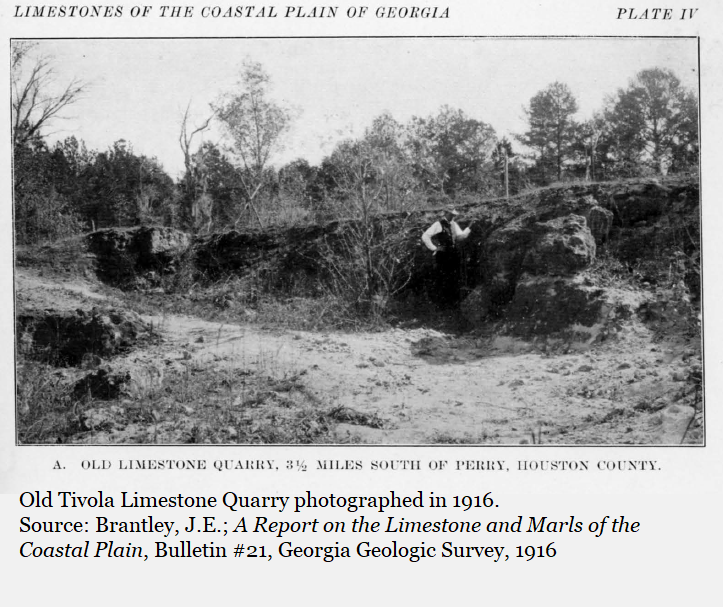 LIMESTONES OF THE COASTAL PLAIN OF GEORGIA PLATE IV
A. OLD LIMESTONE QUARRY, 3½ MILES SOUTH OF PERRY, HOUSTON COUNTY.
Old Tivola Limestone Quarry photographed in 1916.
Source: Brantley, J.E.; A Report on the Limestone and Marls of the
Coastal Plain, Bulletin #21, Georgia Geologic Survey, 1916